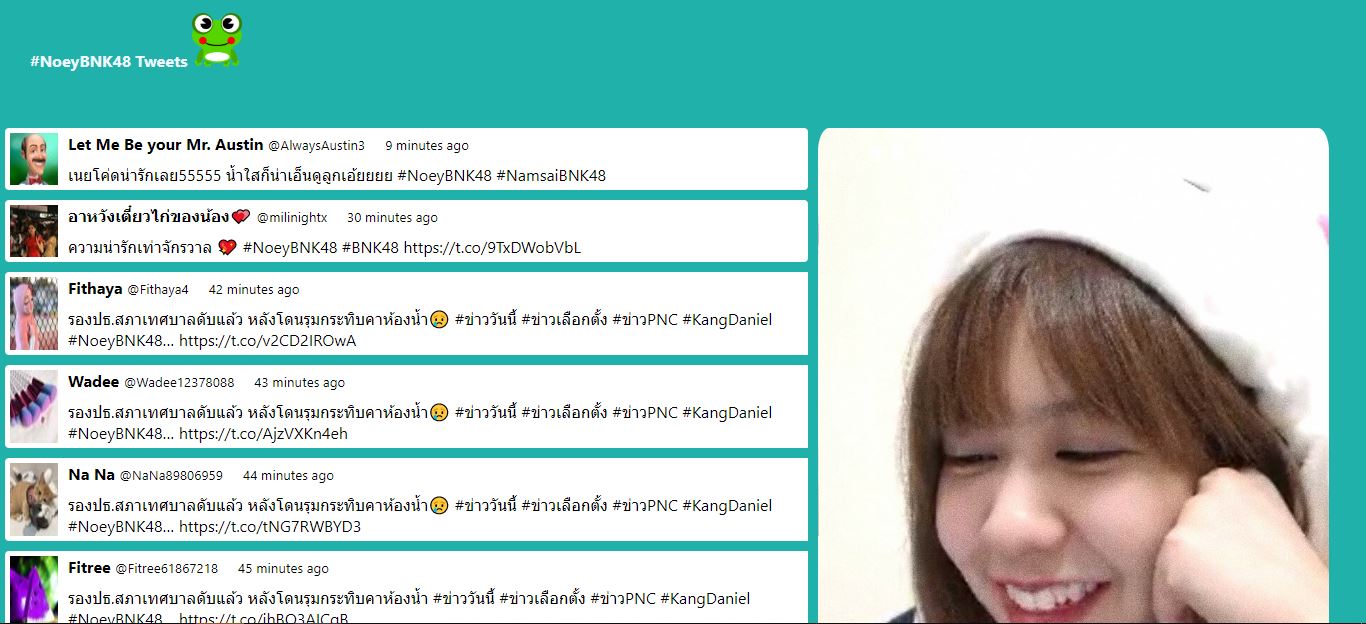 #NoeyBNK48 Tweets
Let Me Be your Mr. Austin @AlwaysAustin3 9 minutes ago
เนยโค่ดน่ารักเลย55555 น้ำใสก็น่าเอ็นดูลูกเอ้ยยยย #NoeyBNK48 #NamsaiBNK48
อาหวังเตี่ยวไก่ของน้อง💕 @milinightx 30 minutes ago
ความน่ารักเท่าจักรวาล 💖 #NoeyBNK48 #BNK48 https://t.co/9TxDWobVbL
Fithaya @Fithaya4 42 minutes ago
รองปธ.สภาเทศบาลดับแล้ว หลังโดนรุมกระทืบคาห้องน้ำ😢 #ข่าววันนี้ #ข่าวเลือกตั้ง #ข่าวPNC #KangDaniel
#NoeyBNK48… https://t.co/v2CD2IROwA
Wadee @Wadee12378088 43 minutes ago
รองปธ.สภาเทศบาลดับแล้ว หลังโดนรุมกระทืบคาห้องน้ำ😢 #ข่าววันนี้ #ข่าวเลือกตั้ง #ข่าวPNC #KangDaniel
#NoeyBNK48… https://t.co/AjzVXKn4eh
Na Na @NaNa89806959 44 minutes ago
รองปธ.สภาเทศบาลดับแล้ว หลังโดนรุมกระทืบคาห้องน้ำ😢 #ข่าววันนี้ #ข่าวเลือกตั้ง #ข่าวPNC #KangDaniel
#NoeyBNK48… https://t.co/tNG7RWBYD3
Fitree @Fitree61867218 45 minutes ago
รองปธ.สภาเทศบาลดับแล้ว หลังโดนรุมกระทืบคาห้องน้ำ #ข่าววันนี้ #ข่าวเลือกตั้ง #ข่าวPNC #KangDaniel
#NoeyBNK48…